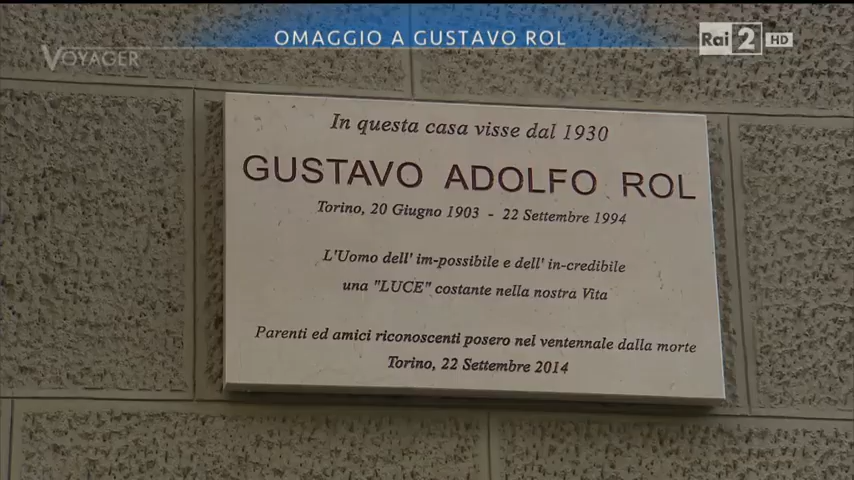 OMAGGIO A GUSTAVO ROL
Rai 2 HD
VOYAGER
In questa casa visse dal 1930
GUSTAVO ADOLFO ROL
Torino, 20 Giugno 1903 - 22 Settembre 1994
L'Uomo dell' im-possibile e dell' in-credibile
una "LUCE" costante nella nostra Vita
Parenti ed amici riconoscenti posero nel ventennale dalla morte
Torino, 22 Settembre 2014